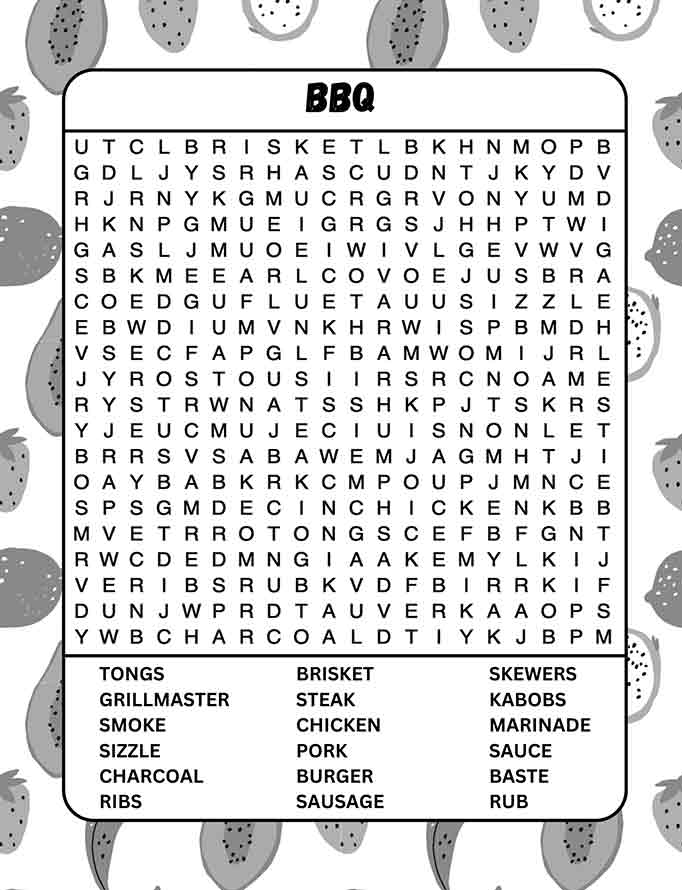 BBQ
U T C L B R I S K E T L B K H N M O P B
G D L J Y S R H A S C U D N T J K Y D V
R J R N Y K G M U C R G R V O N Y U M D
H K N P G M U E I G R G S J H H P T W I
G A S L J M U O E I W I V L G E V W V G
S B K M E E A R L C O V O E J U S B R A
C O E D G U F L U E T A U U S I Z Z L E
E B W D I U M V N K H R W I S P B M D H
V S E C F A P G L F B A M W O M I J R L
J Y R O S T O U S I I R S R C N O A M E
R Y S T R W N A T S S H K P J T S K R S
Y J E U C M U J E C I U I S N O N L E T
B R R S V S A B A W E M J A G M H T J I
O A Y B A B K R K C M P O U P J M N C E
S P S G M D E C I N C H I C K E N K B B
M V E T R R O T O N G S C E F B F G N T
R W C D E D M N G I A A K E M Y L K I J
V E R I B S R U B K V D F B I R R K I F
D U N J W P R D T A U V E R K A A O P S
Y W B C H A R C O A L D T I Y K J B P M
TONGS BRISKET SKEWERS
GRILLMASTER STEAK KABOBS
SMOKE CHICKEN MARINADE
SIZZLE PORK SAUCE
CHARCOAL BURGER BASTE
RIBS SAUSAGE RUB